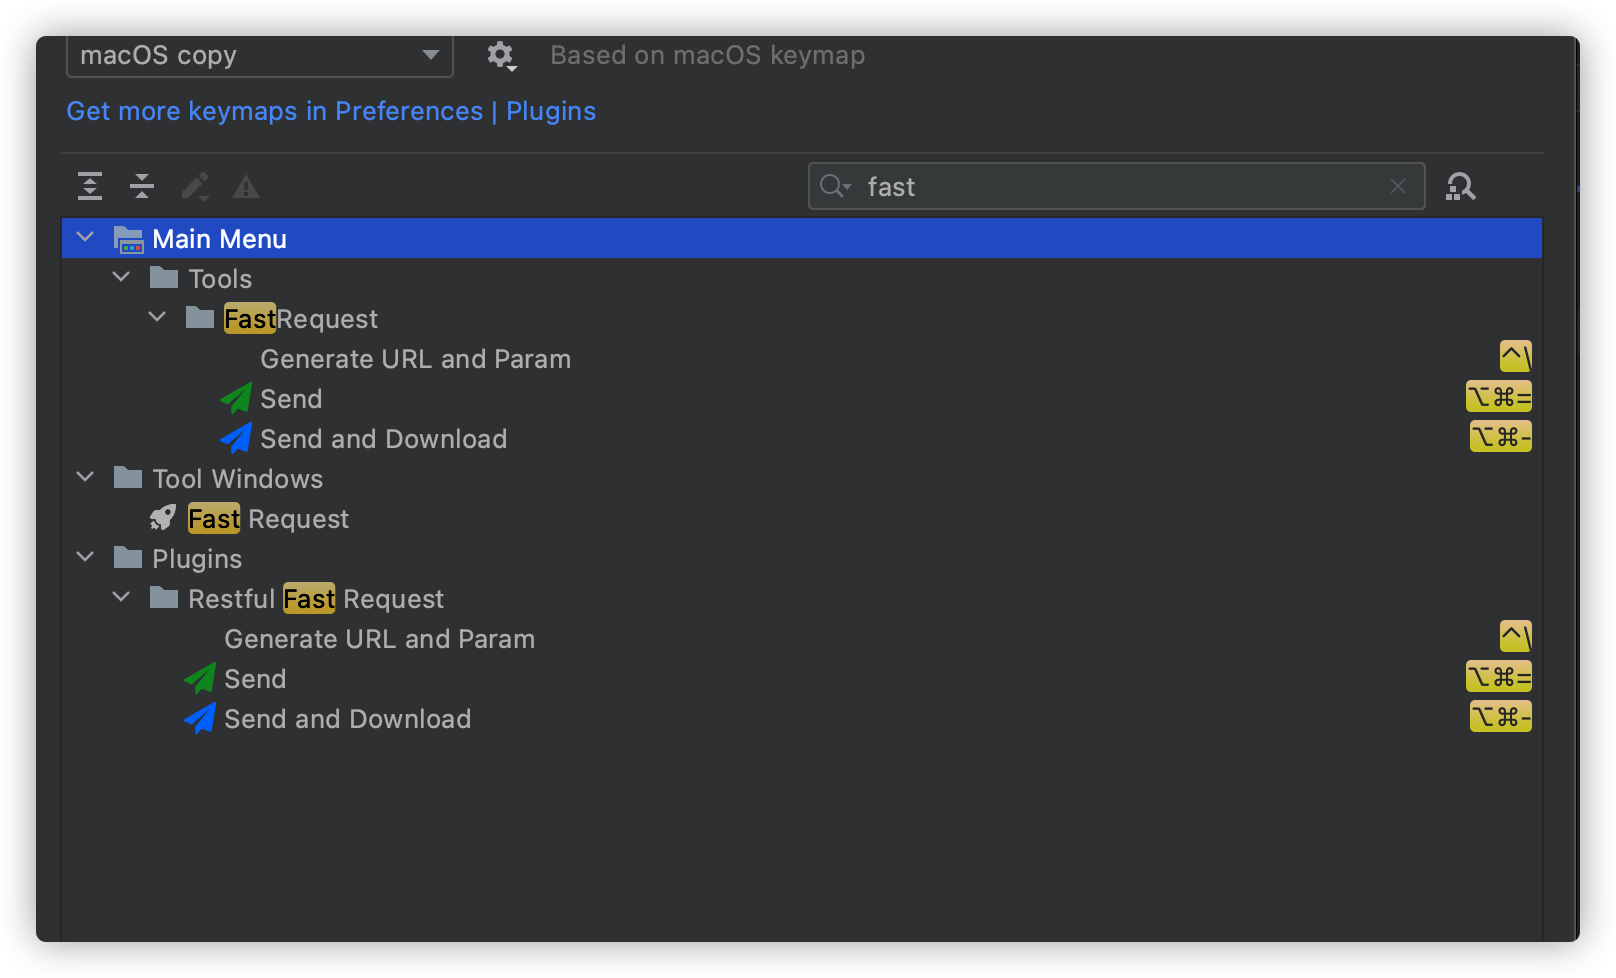 macOS copy Based on macOS keymap
Get more keymaps in Preferences | Plugins
fast
Main Menu
Tools
FastRequest
Generate URL and Param ^\
Send ⌥⌘=
Send and Download ⌥⌘-
Tool Windows
Fast Request
Plugins
Restful Fast Request
Generate URL and Param ^\
Send ⌥⌘=
Send and Download ⌥⌘-